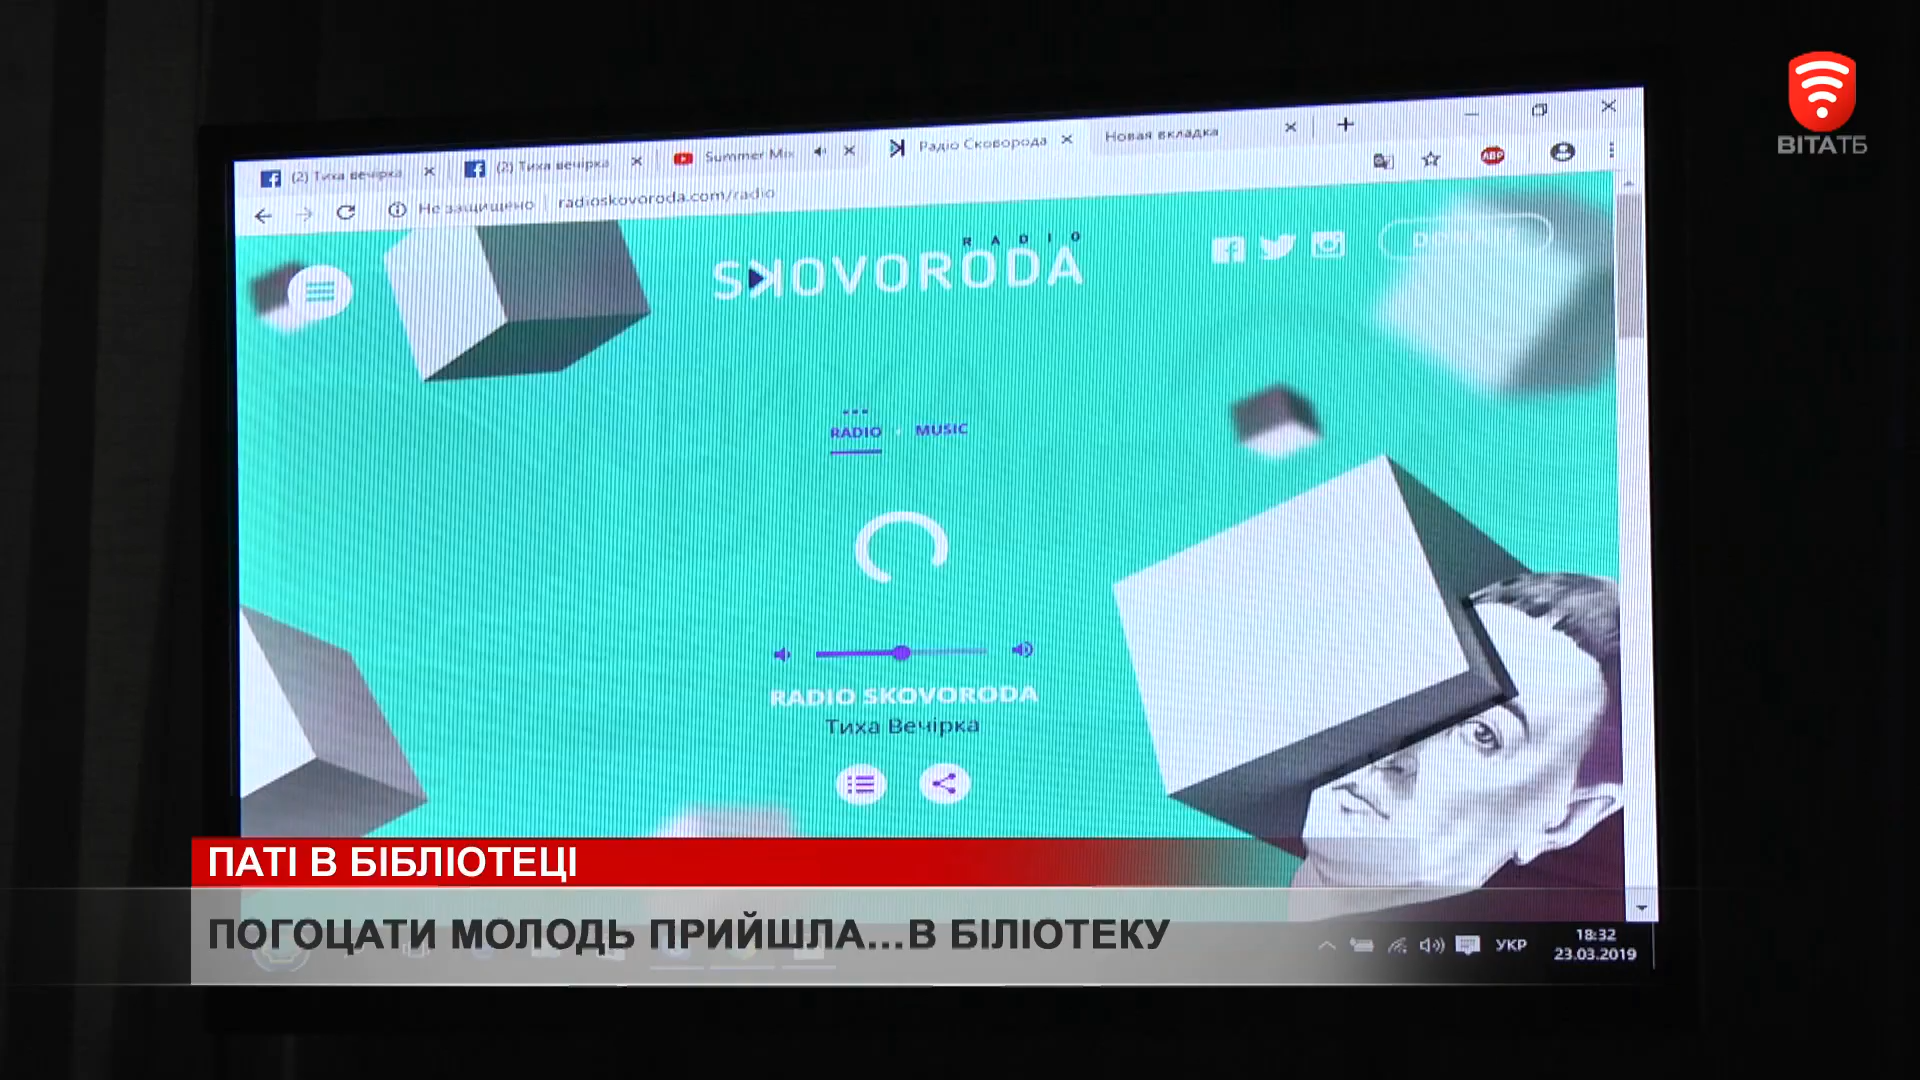 ВІТАТБ
(2) Тиха вечірка
(2) Тиха вечірка
Summer Mix
Радіо Сковорода
Новая вкладка
ABP
Не защищено
radioskovoroda.com/radio
RADIO
SKOVORODA
DONATE
RADIO
MUSIC
RADIO SKOVORODA
Тиха Вечірка
ПАТІ В БІБЛІОТЕЦІ
ПОГОЦАТИ МОЛОДЬ ПРИЙШЛА...В БІЛІОТЕКУ
УКР
18:32
23.03.2019